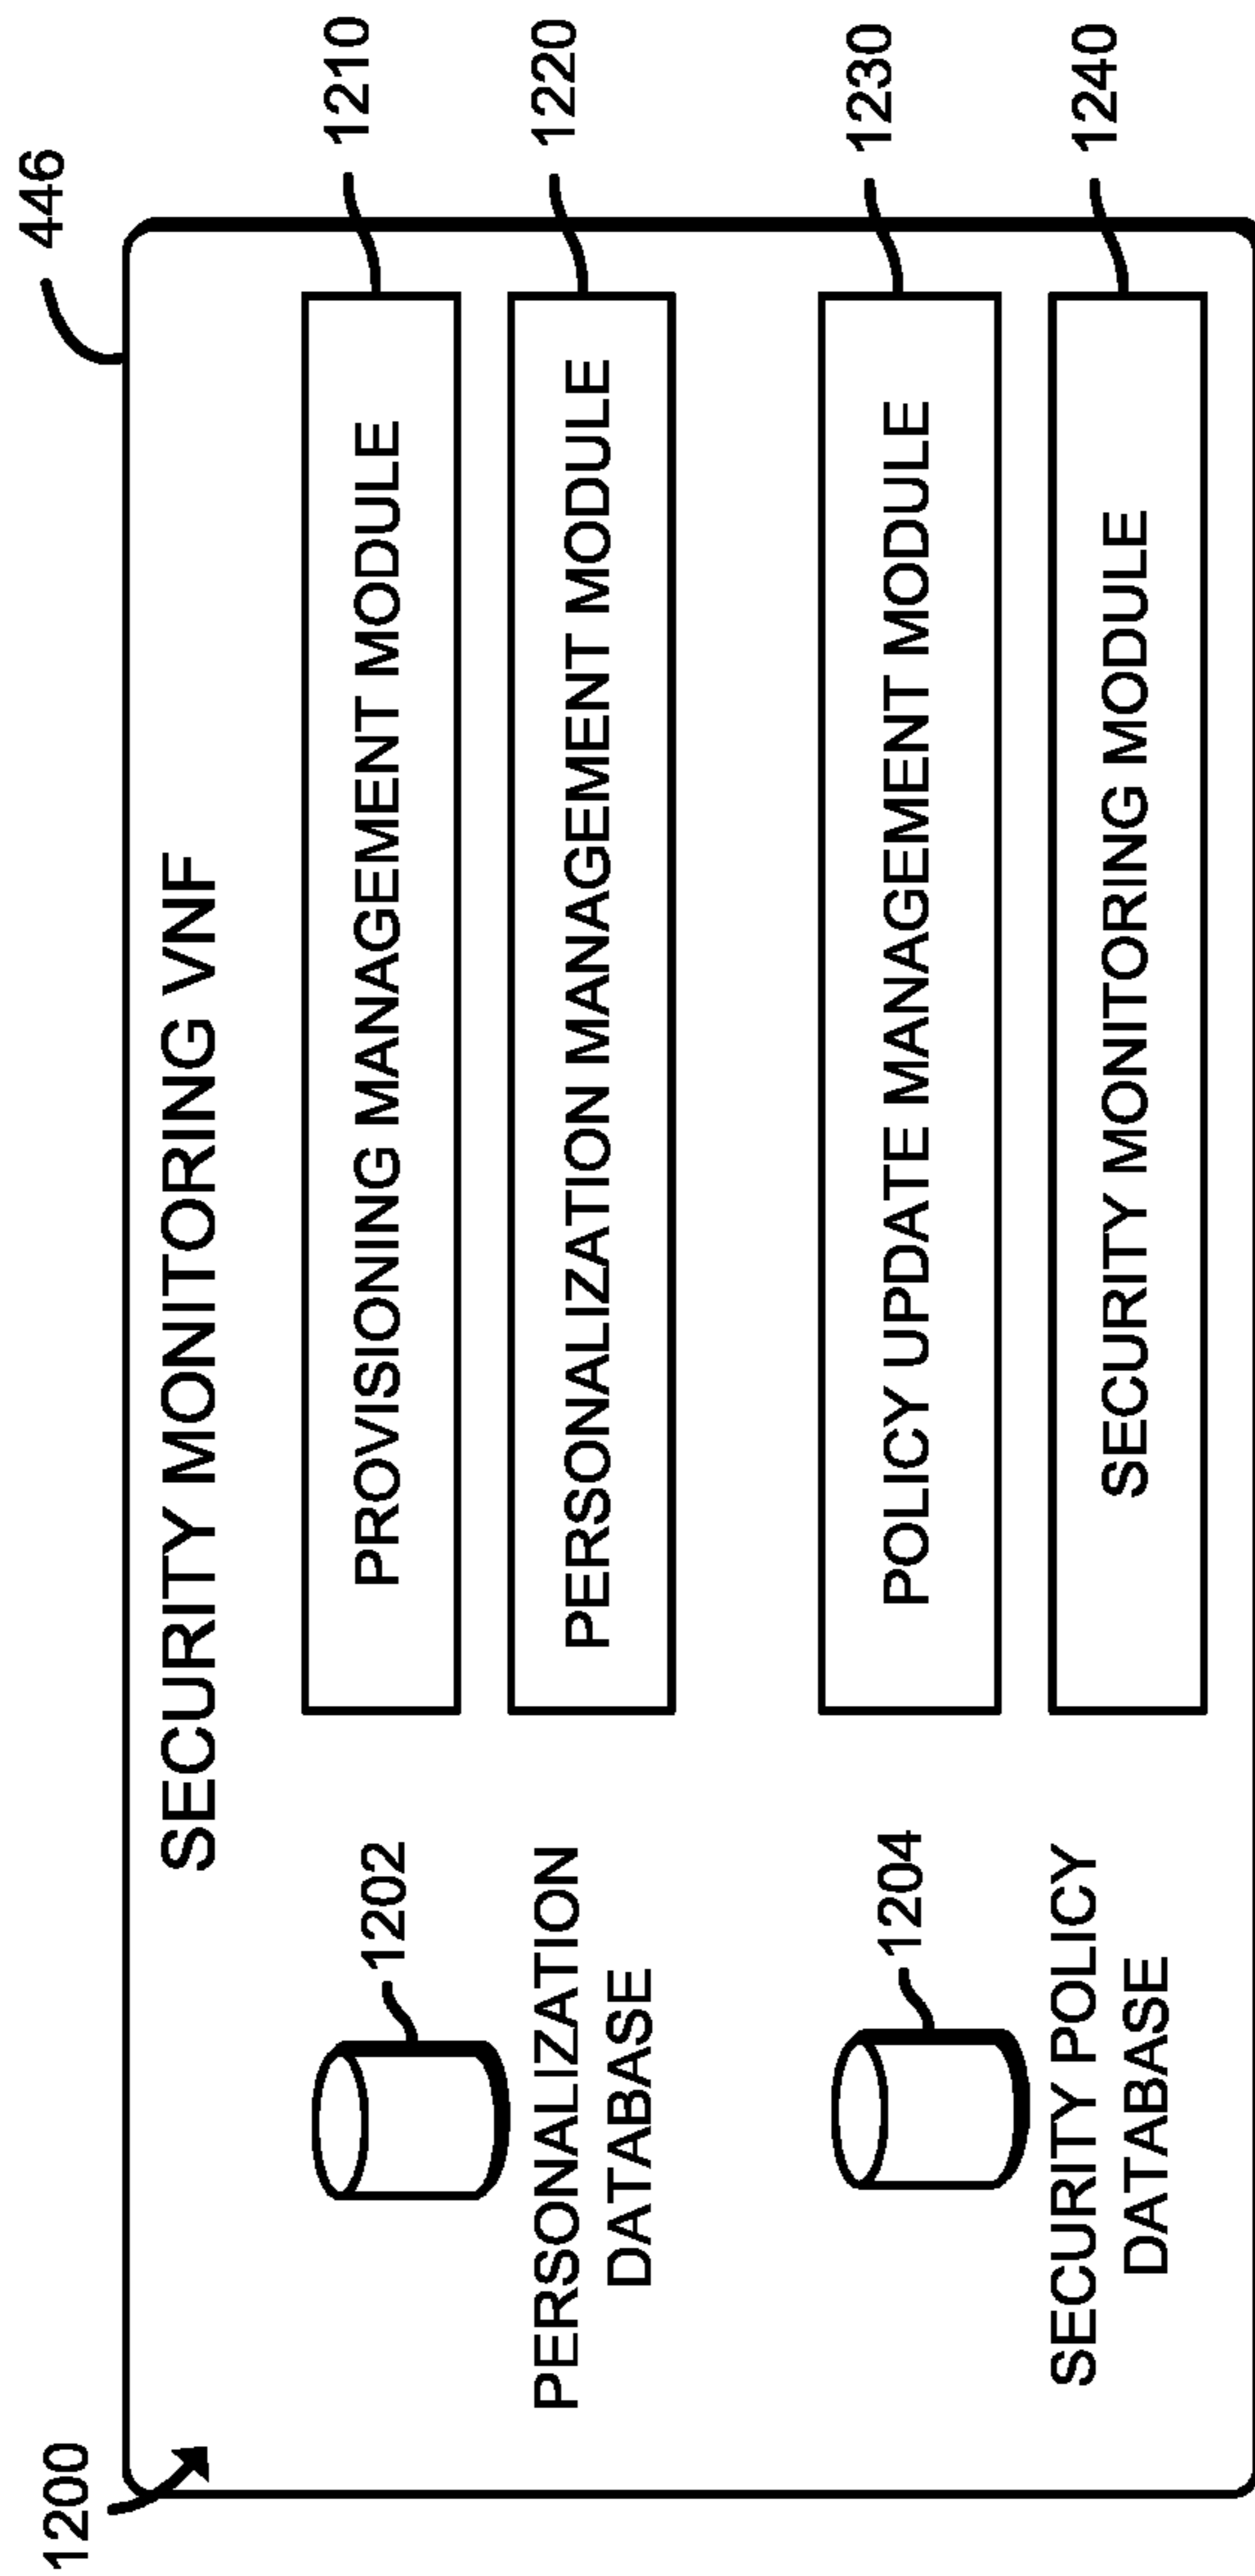 1200
446
SECURITY MONITORING VNF
1202
PERSONALIZATION
DATABASE
PROVISIONING MANAGEMENT MODULE
1210
PERSONALIZATION MANAGEMENT MODULE
1220
1204
SECURITY POLICY
DATABASE
POLICY UPDATE MANAGEMENT MODULE
1230
SECURITY MONITORING MODULE
1240